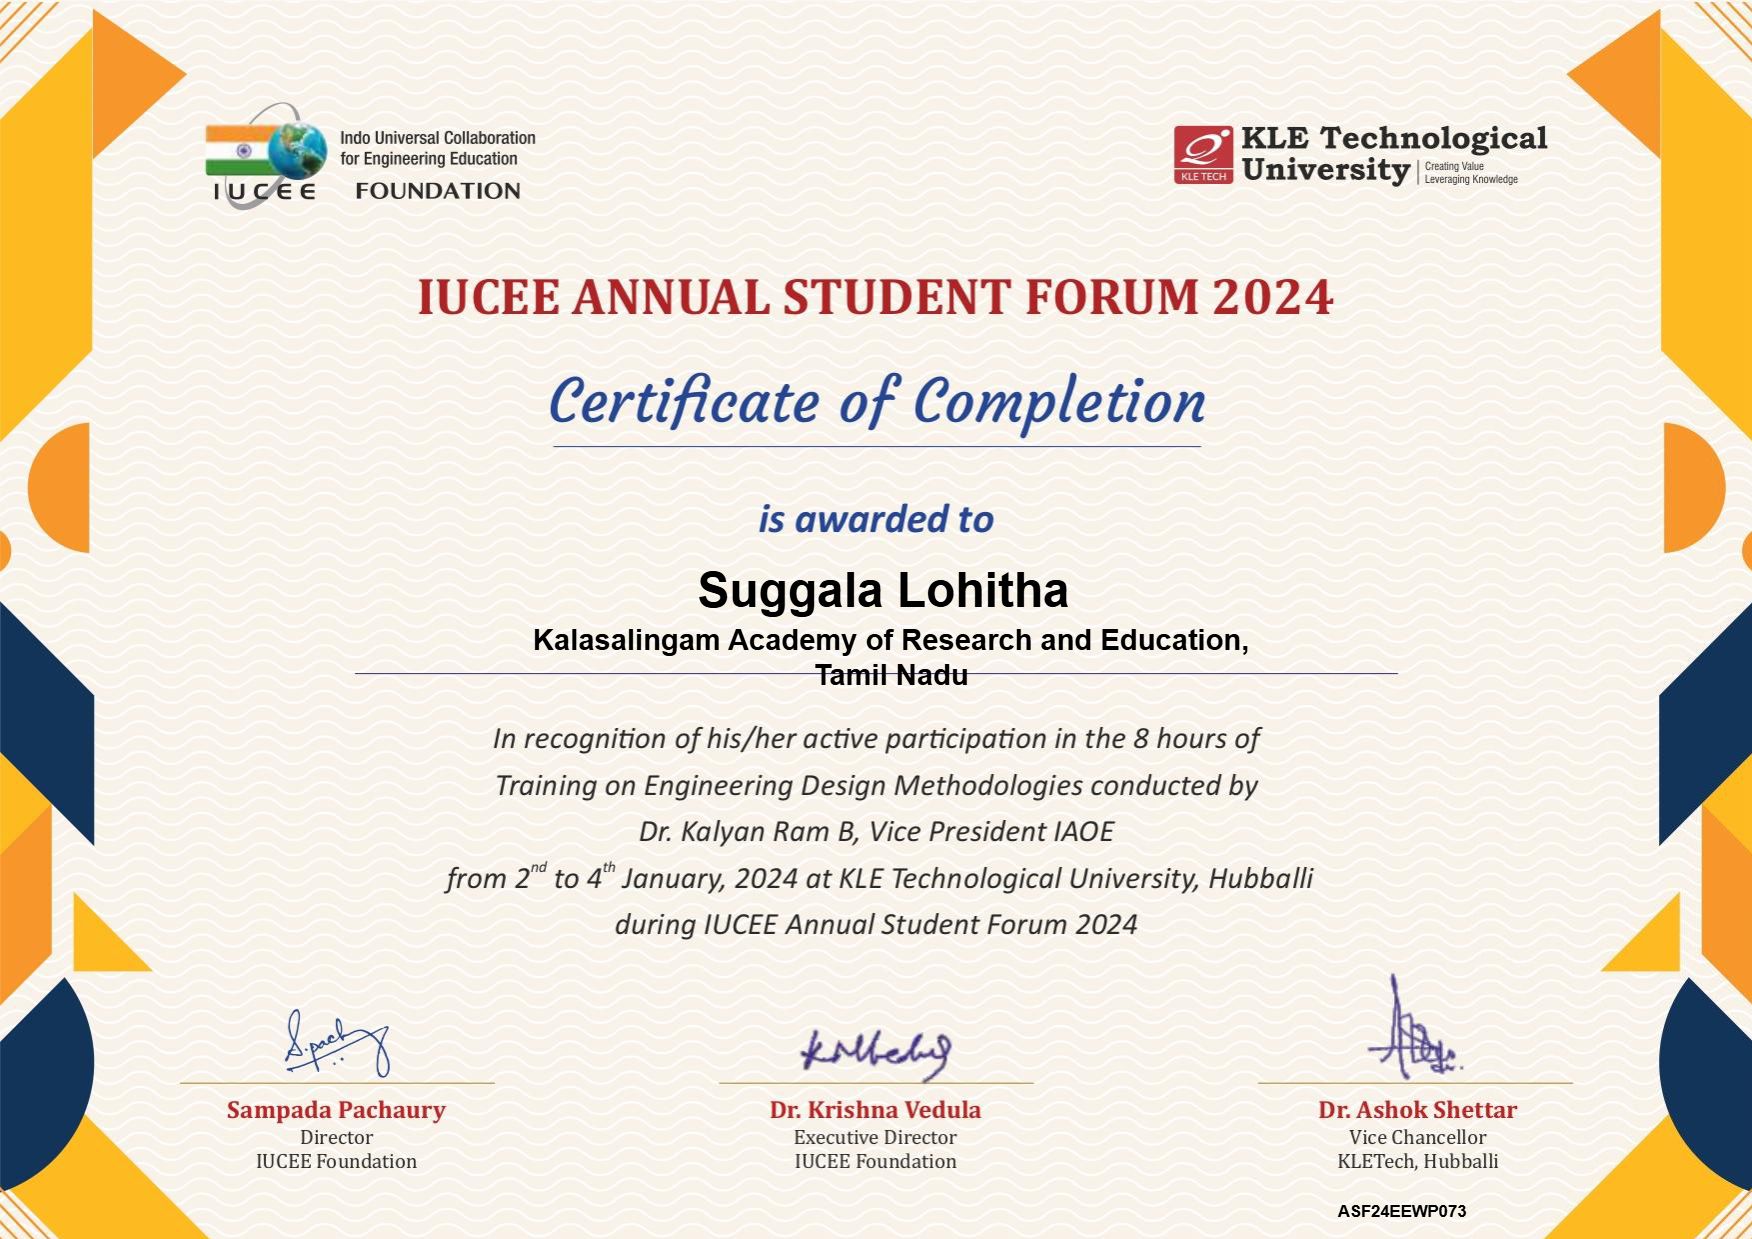 Indo Universal Collaboration
for Engineering Education
IUCEE FOUNDATION
KLE Technological
University
Creating Value
Leveraging Knowledge
KLE TECH
IUCEE ANNUAL STUDENT FORUM 2024
Certificate of Completion
is awarded to
Suggala Lohitha
Kalasalingam Academy of Research and Education,
Tamil Nadu
In recognition of his/her active participation in the 8 hours of
Training on Engineering Design Methodologies conducted by
Dr. Kalyan Ram B, Vice President IAOE
from 2nd to 4th January, 2024 at KLE Technological University, Hubballi
during IUCEE Annual Student Forum 2024
S.pach
Sampada Pachaury
Director
IUCEE Foundation
Dr. Krishna Vedula
Executive Director
IUCEE Foundation
Dr. Ashok Shettar
Vice Chancellor
KLETech, Hubballi
ASF24EEWP073